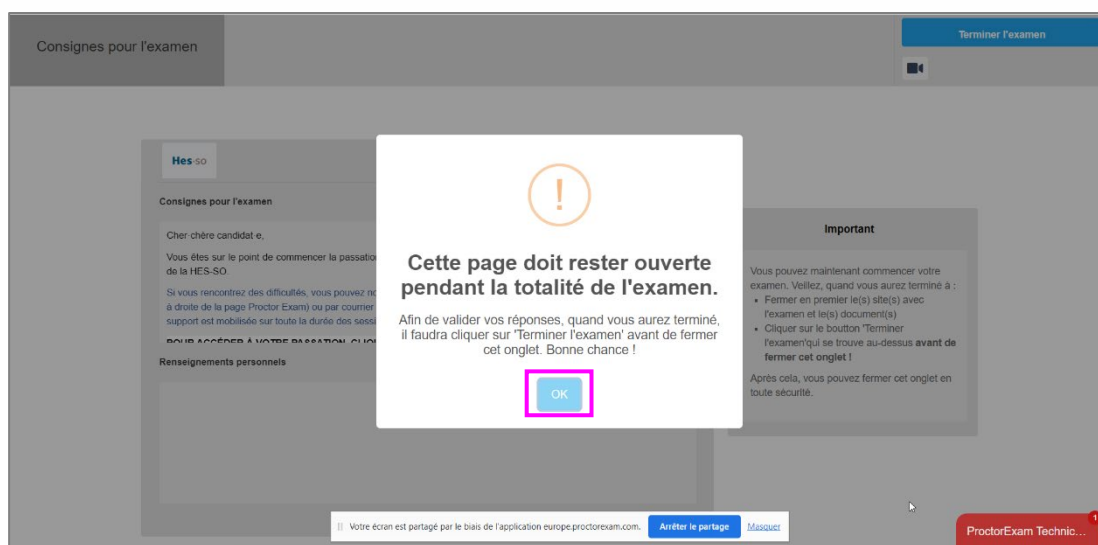 Consignes pour l'examen
Terminer l'examen
Hes·so
Consignes pour l'examen
Cher·chère candidat·e,
Vous êtes sur le point de commencer la passatio
de la HES-SO.
Si vous rencontrez des difficultés, vous pouvez no
à droite de la page Proctor Exam) ou par courrier
support est mobilisée sur toute la durée des sessi
POUR ACCÉDER À VOTRE PASSATION, CLIQU
Renseignements personnels
!
Cette page doit rester ouverte
pendant la totalité de l'examen.
Afin de valider vos réponses, quand vous aurez terminé,
il faudra cliquer sur 'Terminer l'examen' avant de fermer
cet onglet. Bonne chance !
OK
Important
Vous pouvez maintenant commencer votre
examen. Veillez, quand vous aurez terminé à :
• Fermer en premier le(s) site(s) avec
l'examen et le(s) document(s)
• Cliquer sur le boutton 'Terminer
l'examen'qui se trouve au-dessus avant de
fermer cet onglet !
Après cela, vous pouvez fermer cet onglet en
toute sécurité.
Votre écran est partagé par le biais de l'application europe.proctorexam.com.
Arrêter le partage
Masquer
1
ProctorExam Technic...